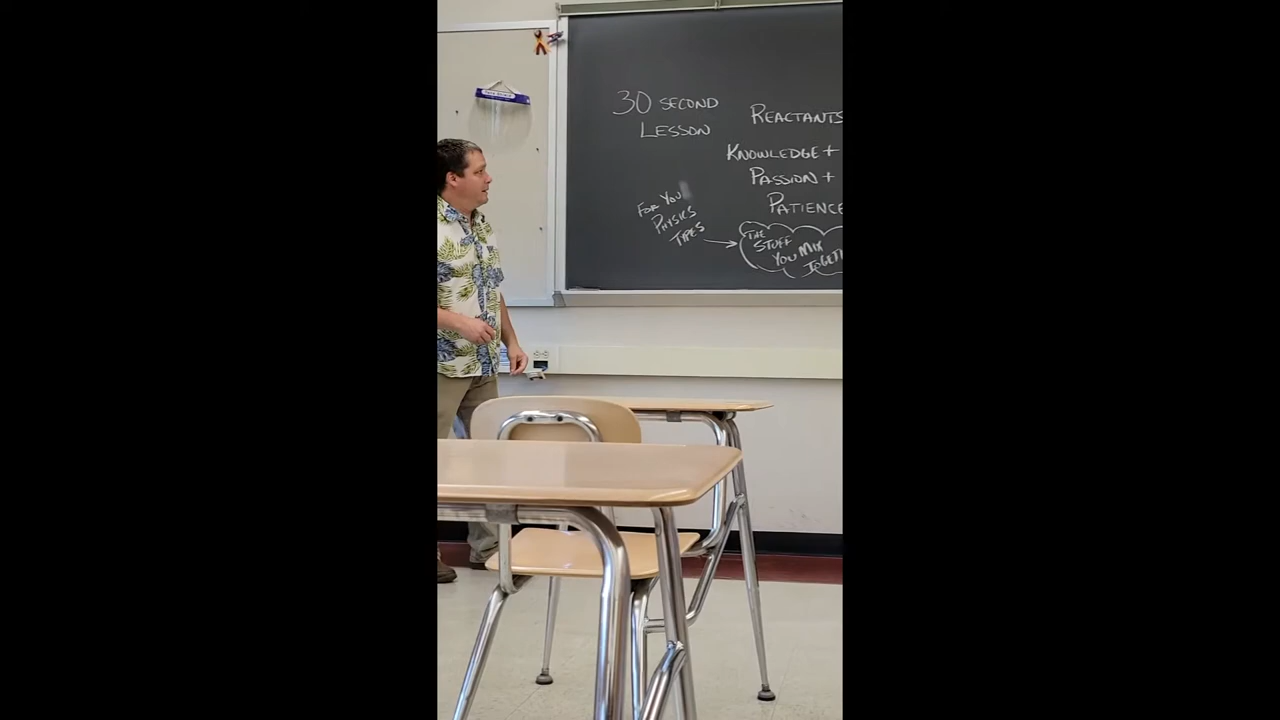 30 SECOND
LESSON
REACTANTS
KNOWLEDGE +
PASSION +
PATIENCE
FOR YOU
PHYSICS
TYPES
THE
STUFF
YOU MIX